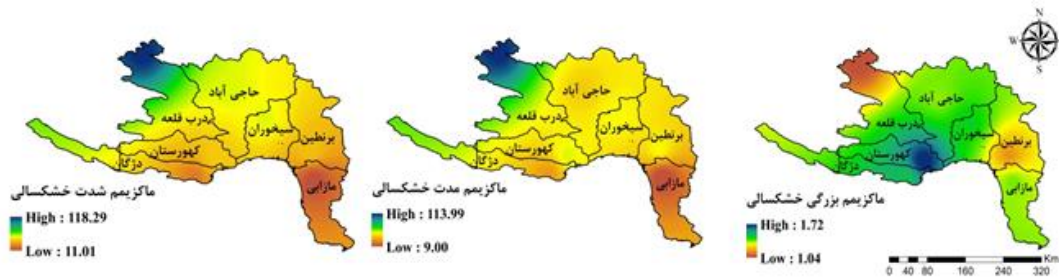 حاجی آباد
درب قلعه
سیخوران
برنطین
کهورستان
دژگان
مازابی
ماکزیمم شدت خشکسالی
High : 118.29
Low : 11.01
حاجی آباد
درب قلعه
سیخوران
برنطین
کهورستان
دژگان
مازابی
ماکزیمم مدت خشکسالی
High : 113.99
Low : 9.00
N
W
E
S
حاجی آباد
درب قلعه
سیخوران
برنطین
کهورستان
دژگان
مازابی
ماکزیمم بزرگی خشکسالی
High : 1.72
Low : 1.04
Km
0 40 80 160 240 320